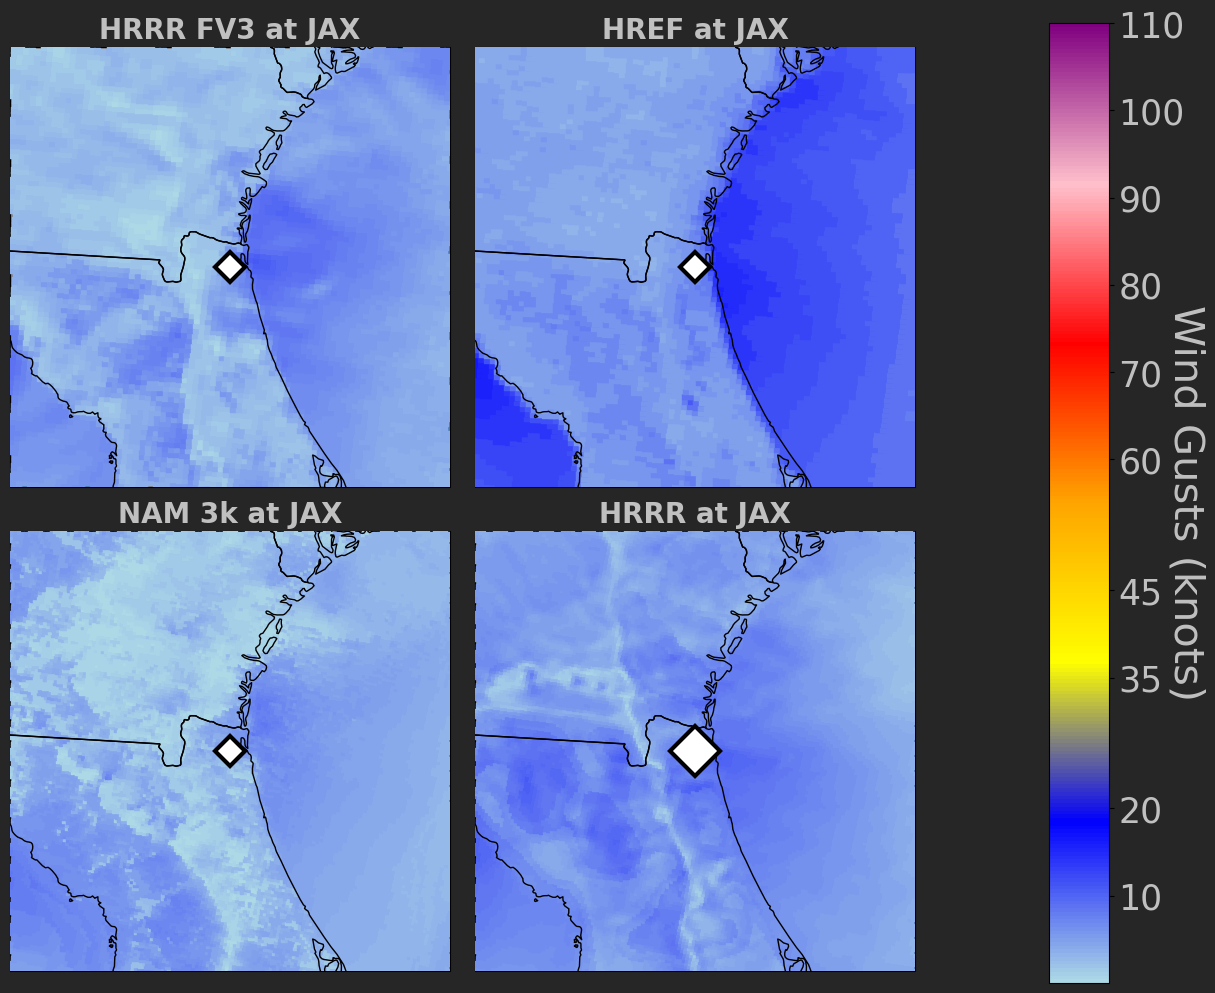 HRRR FV3 at JAX
HREF at JAX
NAM 3k at JAX
HRRR at JAX
110
100
90
80
70
60
45
35
20
10
Wind Gusts (knots)